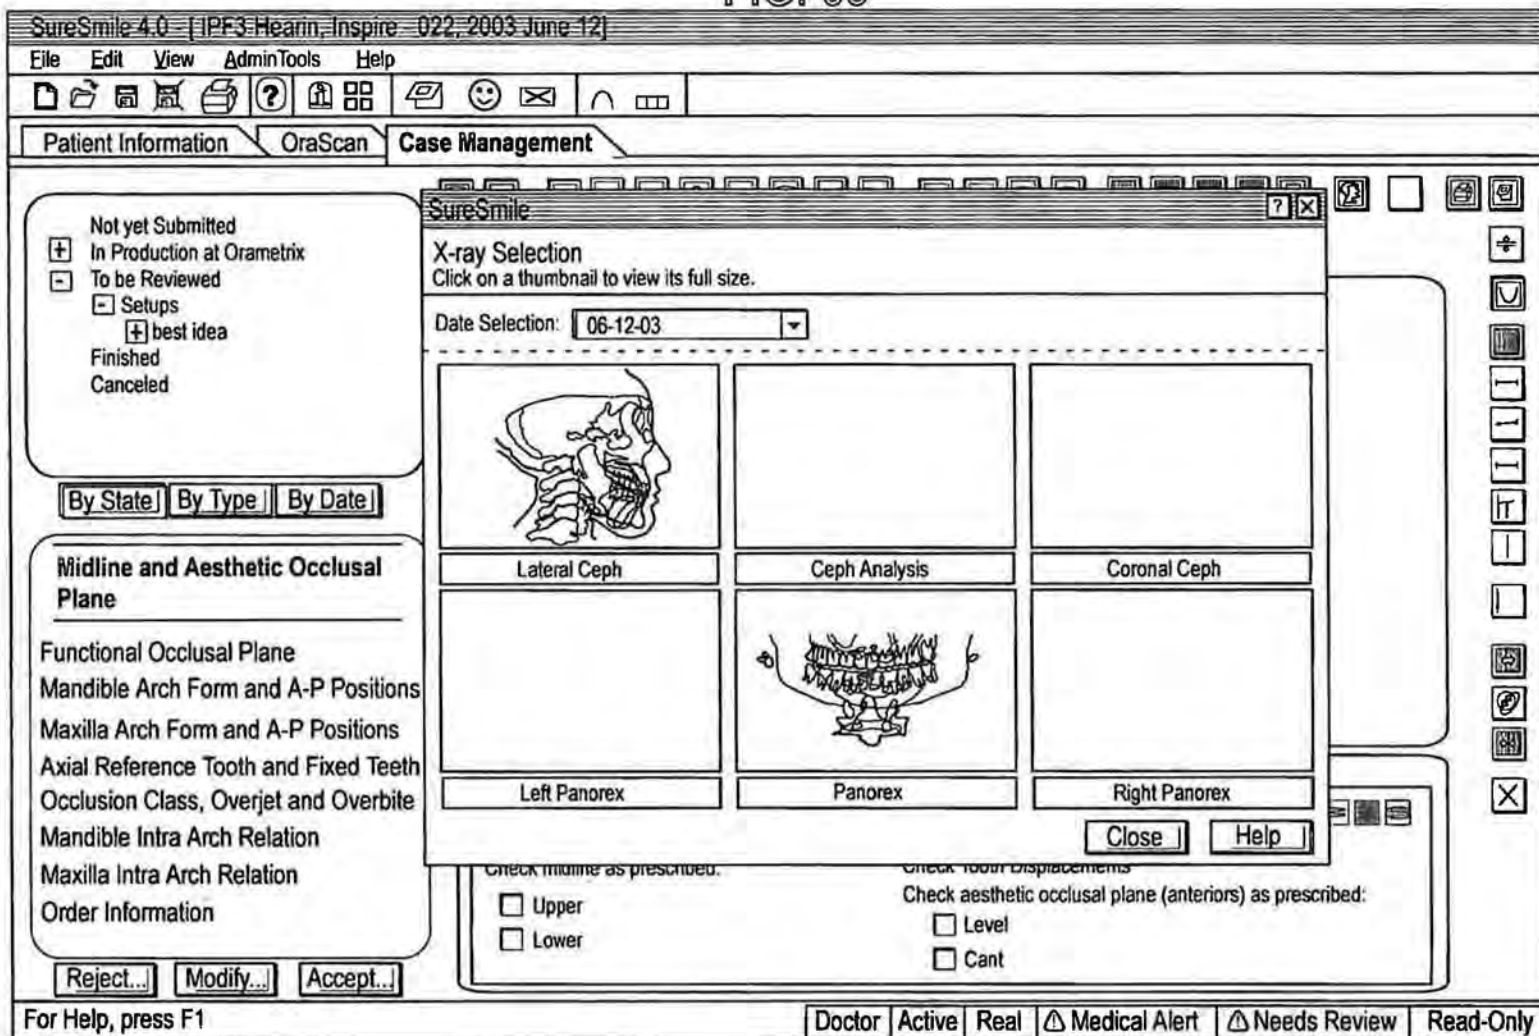 SureSmile 4.0 - [ IPF3-Hearin, Inspire - 022, 2003 June 12]
File Edit View AdminTools Help
Patient Information OraScan Case Management
Not yet Submitted
+ In Production at Orametrix
- To be Reviewed
- Setups
+ best idea
Finished
Canceled
By State By Type By Date
Midline and Aesthetic Occlusal
Plane
Functional Occlusal Plane
Mandible Arch Form and A-P Positions
Maxilla Arch Form and A-P Positions
Axial Reference Tooth and Fixed Teeth
Occlusion Class, Overjet and Overbite
Mandible Intra Arch Relation
Maxilla Intra Arch Relation
Order Information
Reject... Modify... Accept...
SureSmile ? X
X-ray Selection
Click on a thumbnail to view its full size.
Date Selection: 06-12-03
Lateral Ceph Ceph Analysis Coronal Ceph
Left Panorex Panorex Right Panorex
Close Help
Check midline as prescribed:
Upper
Lower
Check Tooth Displacements
Check aesthetic occlusal plane (anteriors) as prescribed:
Level
Cant
For Help, press F1 Doctor Active Real Medical Alert Needs Review Read-Only